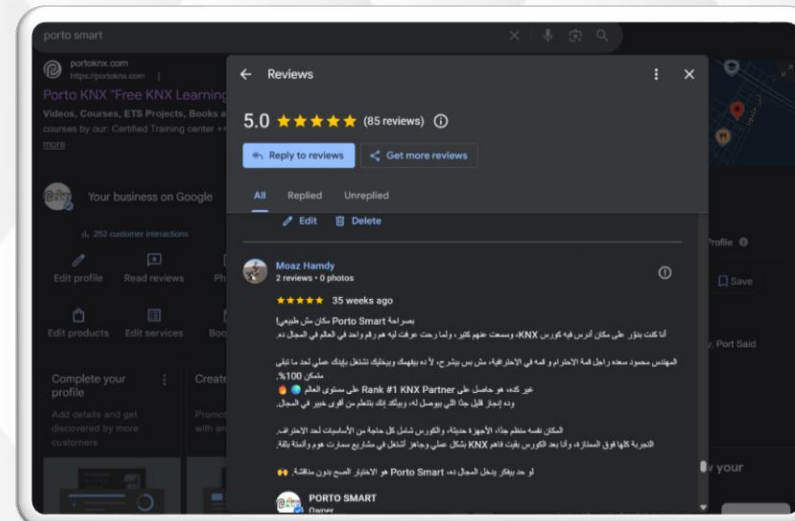 porto smart
portoknx.com
https://portoknx.com
Porto KNX "Free KNX Learning
Videos, Courses, ETS Projects, Books a
courses by our: Certified Training center ++
more
Your business on Google
252 customer interactions
Edit profile
Read reviews
Ph
Edit products
Edit services
Boo
Complete your profile
Add details and get discovered by more customers
Create
Promot
with an
Reviews
5.0 (85 reviews)
Reply to reviews
Get more reviews
All
Replied
Unreplied
Edit
Delete
Moaz Hamdy
2 reviews • 0 photos
35 weeks ago
بصراحة Porto Smart مكان مش طبيعي!
أنا كنت بدوّر على مكان أدرس فيه كورس KNX، وسمعت عنهم كتير، ولما رحت عرفت ليه هم رقم واحد في العالم في المجال ده.
المهندس محمود سعده راجل قمة الاحترام و قمه في الاحترافية، مش بس بيشرح، لأ ده بيفهمك وبيخليك تشتغل بإيدك عملي لحد ما تبقى
متمكن 100%.
غير كده، هو حاصل على Rank #1 KNX Partner على مستوى العالم 🌍 🔥
وده إنجاز قليل جدًا اللي بيوصل له، وبيأكد إنك بتتعلم من أقوى خبير في المجال.
المكان نفسه منظم جدًا، الأجهزة حديثة، والكورس شامل كل حاجة من الأساسيات لحد الاحتراف.
التجربة كلها فوق الممتازة، وأنا بعد الكورس بقيت فاهم KNX بشكل عملي وجاهز أشتغل في مشاريع سمارت هوم وأتمتة بثقة.
لو حد بيفكر يدخل المجال ده، Porto Smart هو الاختيار الصح بدون مناقشة. 🙌
PORTO SMART
Owner
Profile
Save
, Port Said
w your